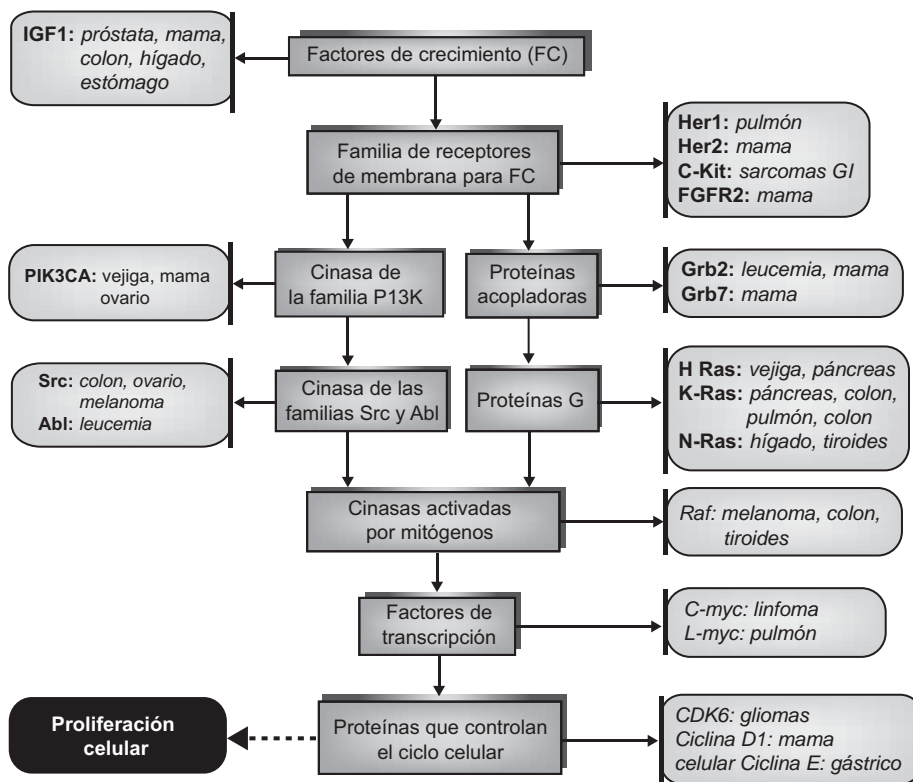 IGF1: próstata, mama,
colon, hígado,
estómago
Factores de crecimiento (FC)
Familia de receptores
de membrana para FC
Her1: pulmón
Her2: mama
C-Kit: sarcomas GI
FGFR2: mama
PIK3CA: vejiga, mama
ovario
Cinasa de
la familia P13K
Proteínas
acopladoras
Grb2: leucemia, mama
Grb7: mama
Src: colon, ovario,
melanoma
Abl: leucemia
Cinasa de las
familias Src y Abl
Proteínas G
H Ras: vejiga, páncreas
K-Ras: páncreas, colon,
pulmón, colon
N-Ras: hígado, tiroides
Cinasas activadas
por mitógenos
Raf: melanoma, colon,
tiroides
Factores de
transcripción
C-myc: linfoma
L-myc: pulmón
Proliferación
celular
Proteínas que controlan
el ciclo celular
CDK6: gliomas
Ciclina D1: mama
celular Ciclina E: gástrico